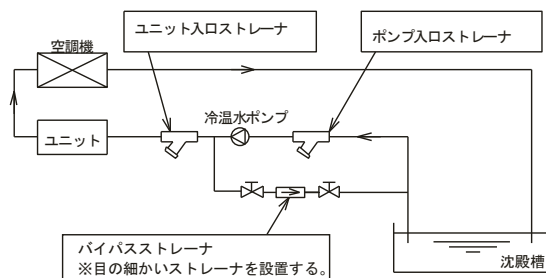 ユニット入口ストレーナ
ポンプ入口ストレーナ
空調機
冷温水ポンプ
ユニット
バイパスストレーナ
※目の細かいストレーナを設置する。
沈殿槽